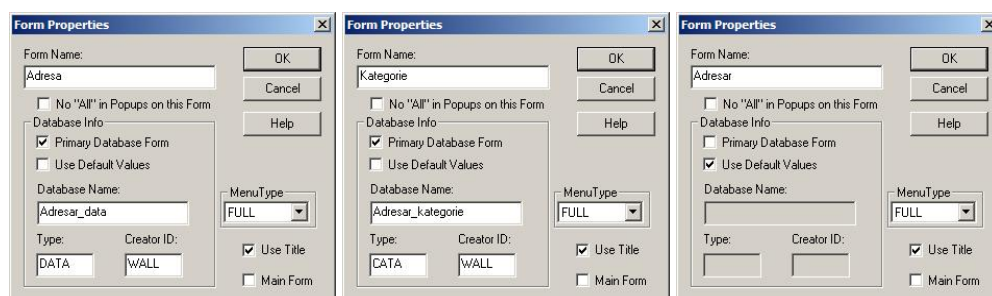 Form Properties
Form Name:
OK
Adresa
Cancel
No "All" in Popups on this Form
Database Info
Help
Primary Database Form
Use Default Values
Database Name:
MenuType
Adresar_data
FULL
Type:
Creator ID:
Use Title
DATA
WALL
Main Form
Form Properties
Form Name:
OK
Kategorie
Cancel
No "All" in Popups on this Form
Database Info
Help
Primary Database Form
Use Default Values
Database Name:
MenuType
Adresar_kategorie
FULL
Type:
Creator ID:
Use Title
CATA
WALL
Main Form
Form Properties
Form Name:
OK
Adresar
Cancel
No "All" in Popups on this Form
Database Info
Help
Primary Database Form
Use Default Values
Database Name:
MenuType
FULL
Type:
Creator ID:
Use Title
Main Form